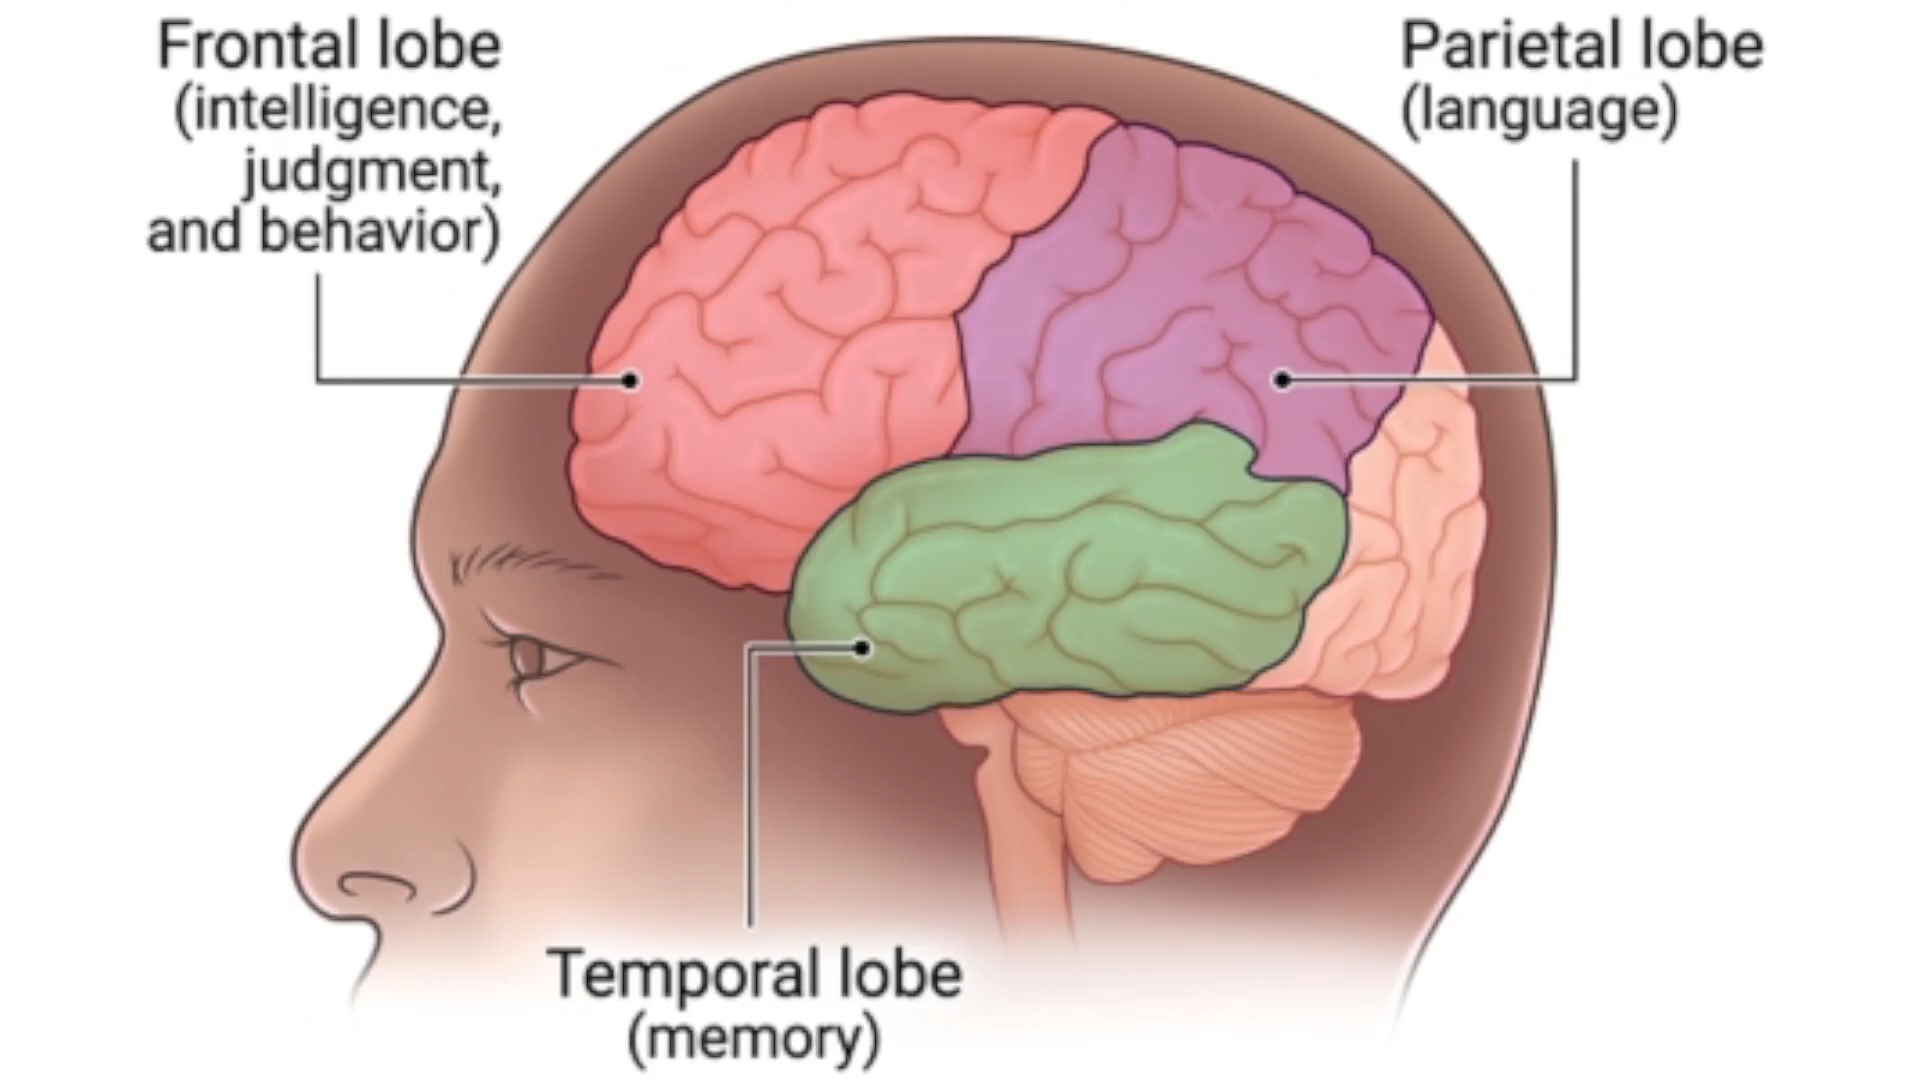 Frontal lobe
(intelligence,
judgment,
and behavior)
Parietal lobe
(language)
Temporal lobe
(memory)